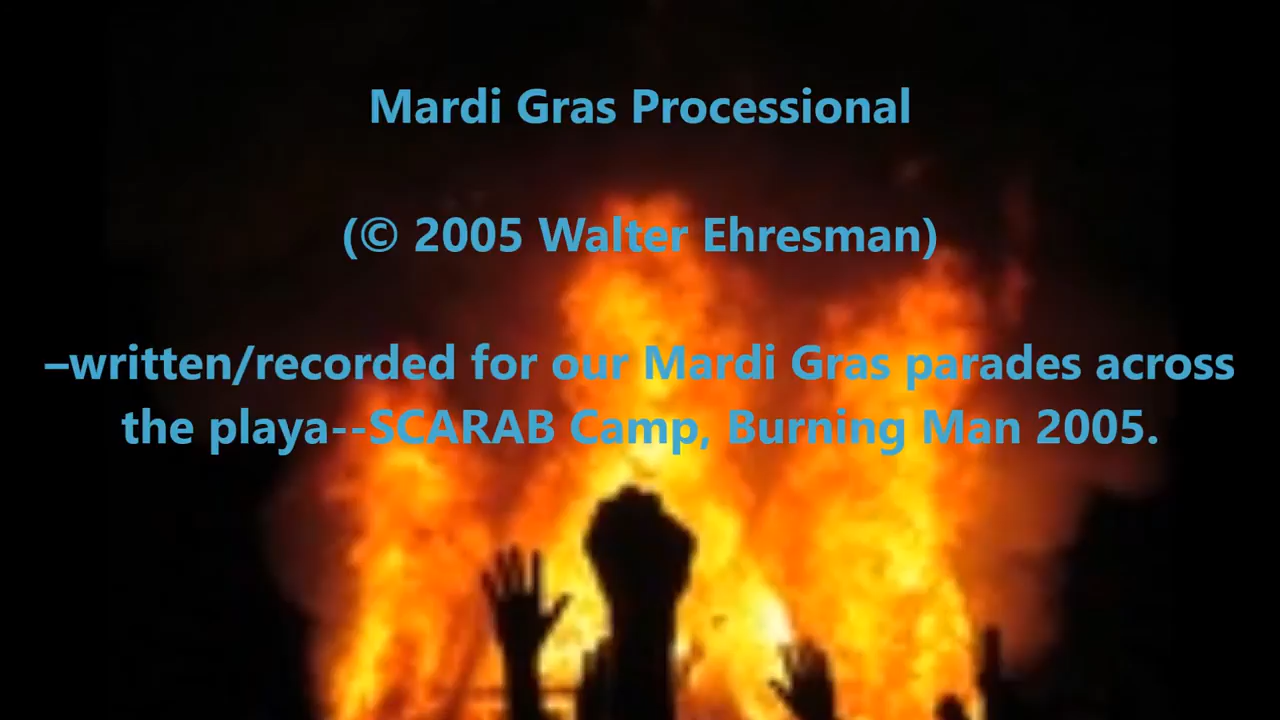 Mardi Gras Processional
(© 2005 Walter Ehresman)
–written/recorded for our Mardi Gras parades across
the playa--SCARAB Camp, Burning Man 2005.